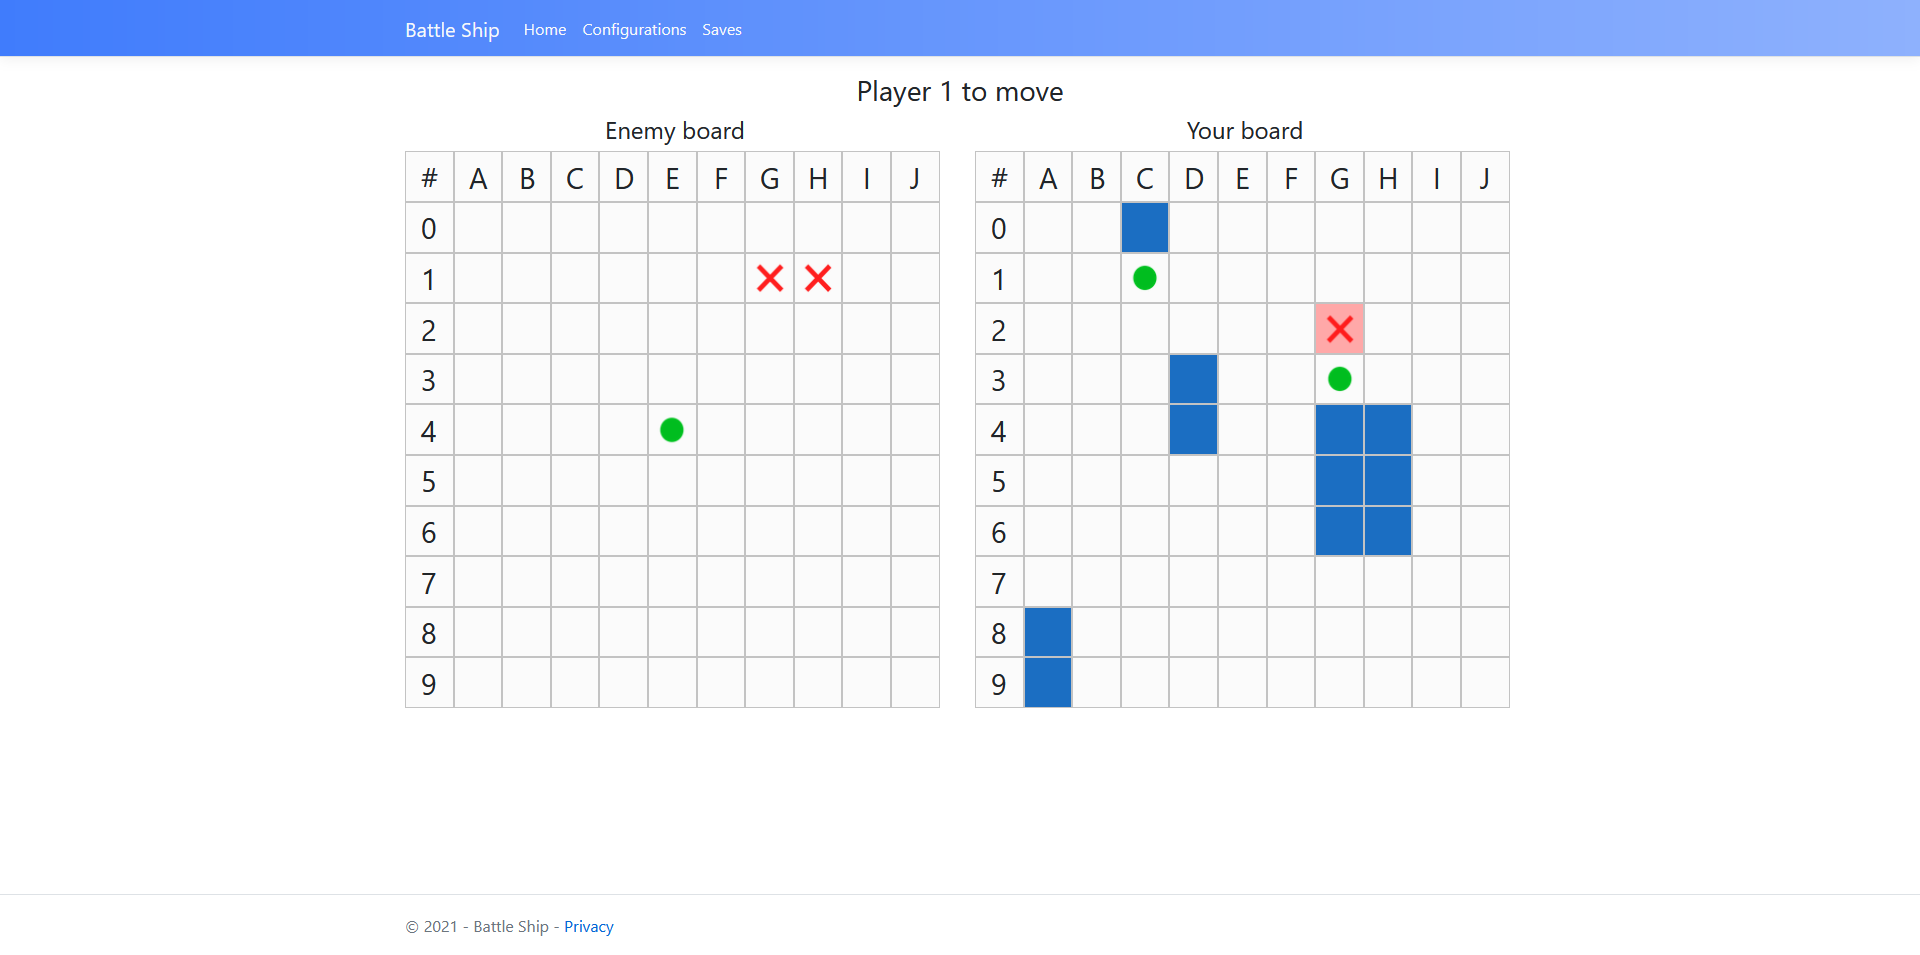 Battle Ship Home Configurations Saves
Player 1 to move
Enemy board
# A B C D E F G H I J
0
1
2
3
4
5
6
7
8
9
Your board
# A B C D E F G H I J
0
1
2
3
4
5
6
7
8
9
© 2021 - Battle Ship - Privacy